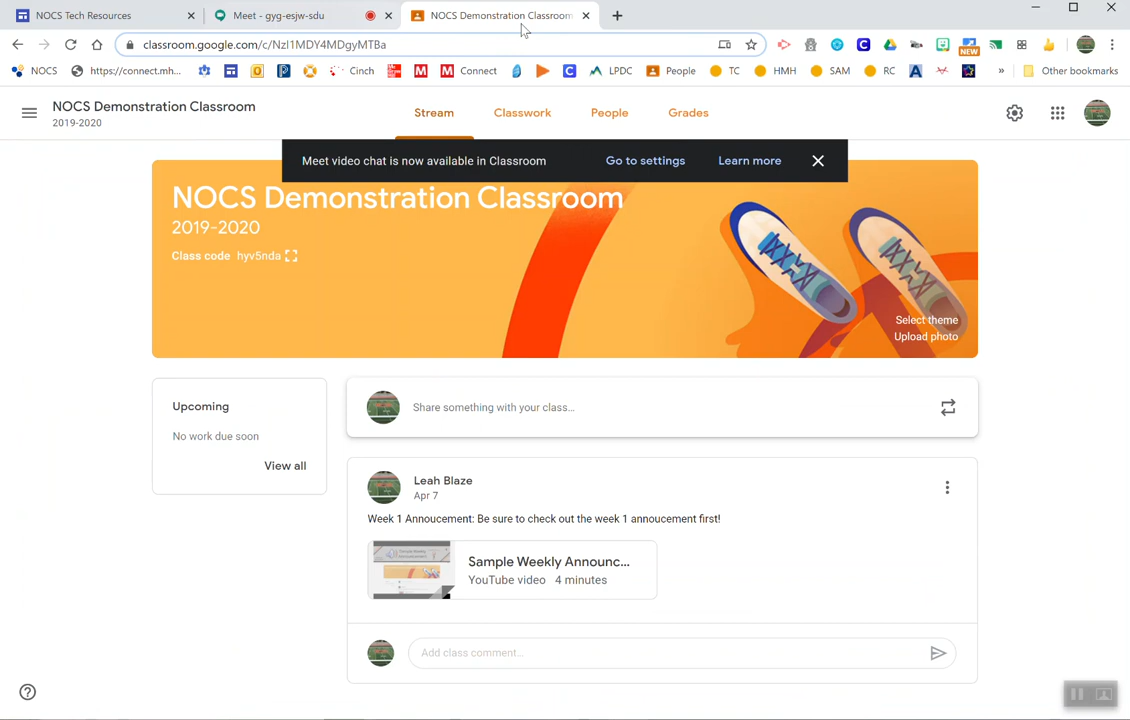 NOCS Tech Resources
Meet - gyg-esjw-sdu
NOCS Demonstration Classroom
classroom.google.com/c/NzI1MDY4MDgyMTBa
NEW
NOCS
https://connect.mh...
Cinch
Connect
LPDC
People
TC
HMH
SAM
RC
»
Other bookmarks
NOCS Demonstration Classroom
2019-2020
Stream
Classwork
People
Grades
Meet video chat is now available in Classroom
Go to settings
Learn more
NOCS Demonstration Classroom
2019-2020
Class code hyv5nda
Select theme
Upload photo
Upcoming
No work due soon
View all
Share something with your class...
Leah Blaze
Apr 7
Week 1 Annoucement: Be sure to check out the week 1 annoucement first!
Sample Weekly Announc...
YouTube video 4 minutes
Add class comment...